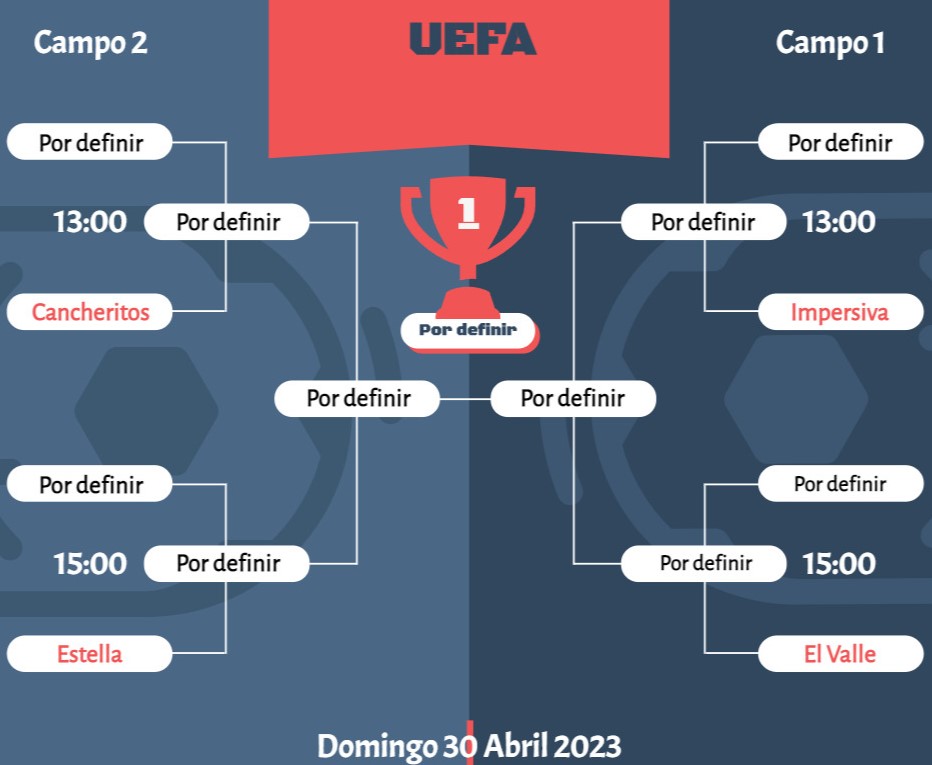 Campo 2
UEFA
Campo 1
Por definir
Por definir
13:00
Por definir
1
Por definir
13:00
Cancheritos
Impersiva
Por definir
Por definir
Por definir
Por definir
Por definir
15:00
Por definir
Por definir
15:00
Estella
El Valle
Domingo 30 Abril 2023